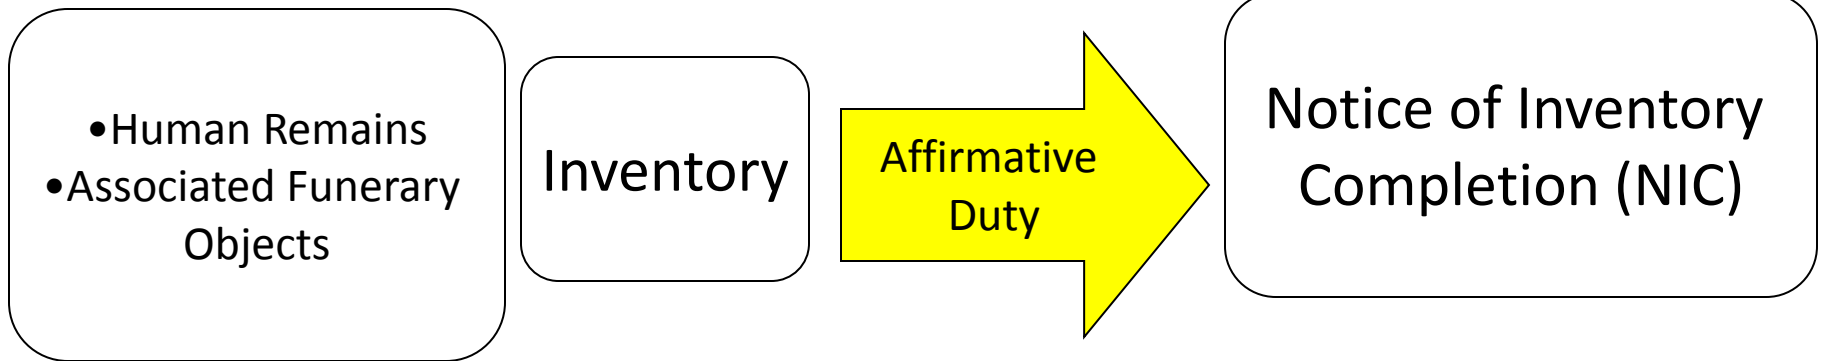 •Human Remains
•Associated Funerary
Objects
Inventory
Affirmative
Duty
Notice of Inventory
Completion (NIC)